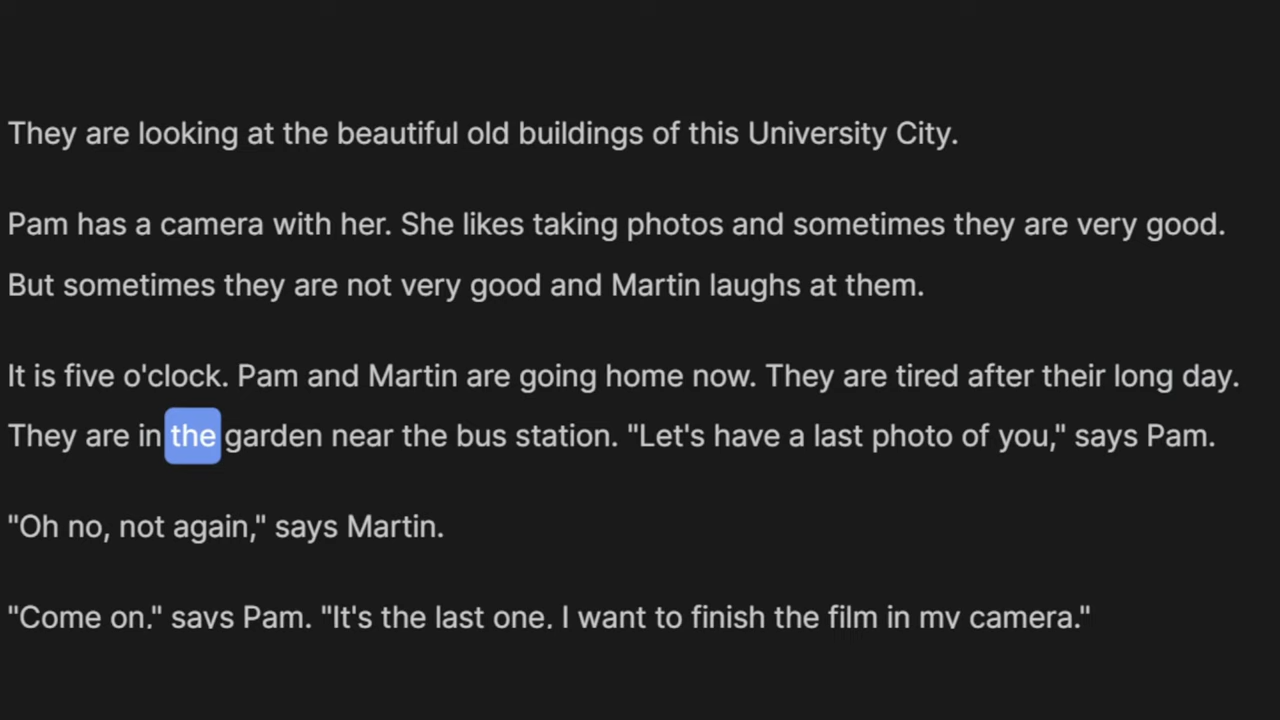 They are looking at the beautiful old buildings of this University City.
Pam has a camera with her. She likes taking photos and sometimes they are very good.
But sometimes they are not very good and Martin laughs at them.
It is five o'clock. Pam and Martin are going home now. They are tired after their long day.
They are in the garden near the bus station. "Let's have a last photo of you," says Pam.
"Oh no, not again," says Martin.
"Come on." says Pam. "It's the last one. I want to finish the film in my camera."